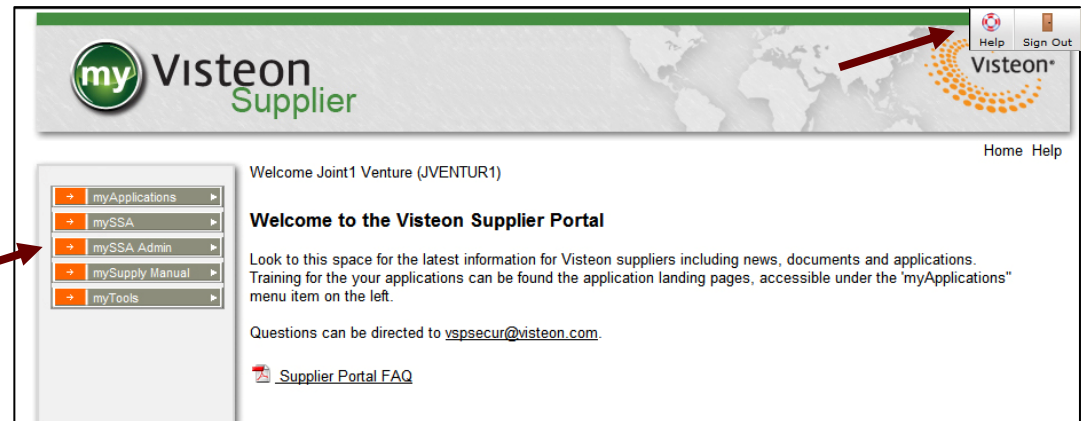 Help Sign Out
my Visteon
Supplier
Visteon
Home Help
myApplications
mySSA
mySSA Admin
mySupply Manual
myTools
Welcome Joint1 Venture (JVENTUR1)
Welcome to the Visteon Supplier Portal
Look to this space for the latest information for Visteon suppliers including news, documents and applications.
Training for the your applications can be found the application landing pages, accessible under the 'myApplications"
menu item on the left.
Questions can be directed to vspsecur@visteon.com.
Supplier Portal FAQ